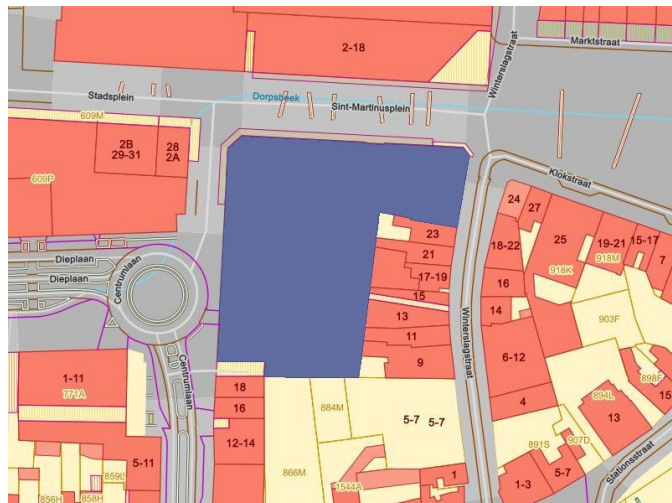 2-18
Marktstraat
Winterslagstraat
Stadsplein
Dorpsbeek
Sint-Martinusplein
609M
2B
29-31
28
2A
609P
Klokstraat
24
27
25
19-21
15-17
918M
7
18-22
918K
23
21
17-19
15
16
14
903F
13
11
9
Dieplaan
Dieplaan
Centrumlaan
Winterslagstraat
6-12
4
898F
894L
15
13
1-11
771A
Centrumlaan
18
16
12-14
884M
5-7 5-7
907D
891S
5-7
1-3
Stationsstraat
5-11
859L
856H
858H
866M
1544A
1